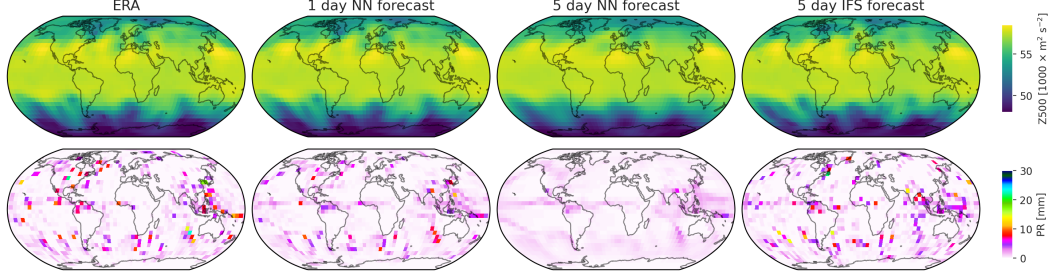 ERA
1 day NN forecast
5 day NN forecast
5 day IFS forecast
55
50
Z500 [1000 × m² s⁻²]
30
20
10
0
PR [mm]